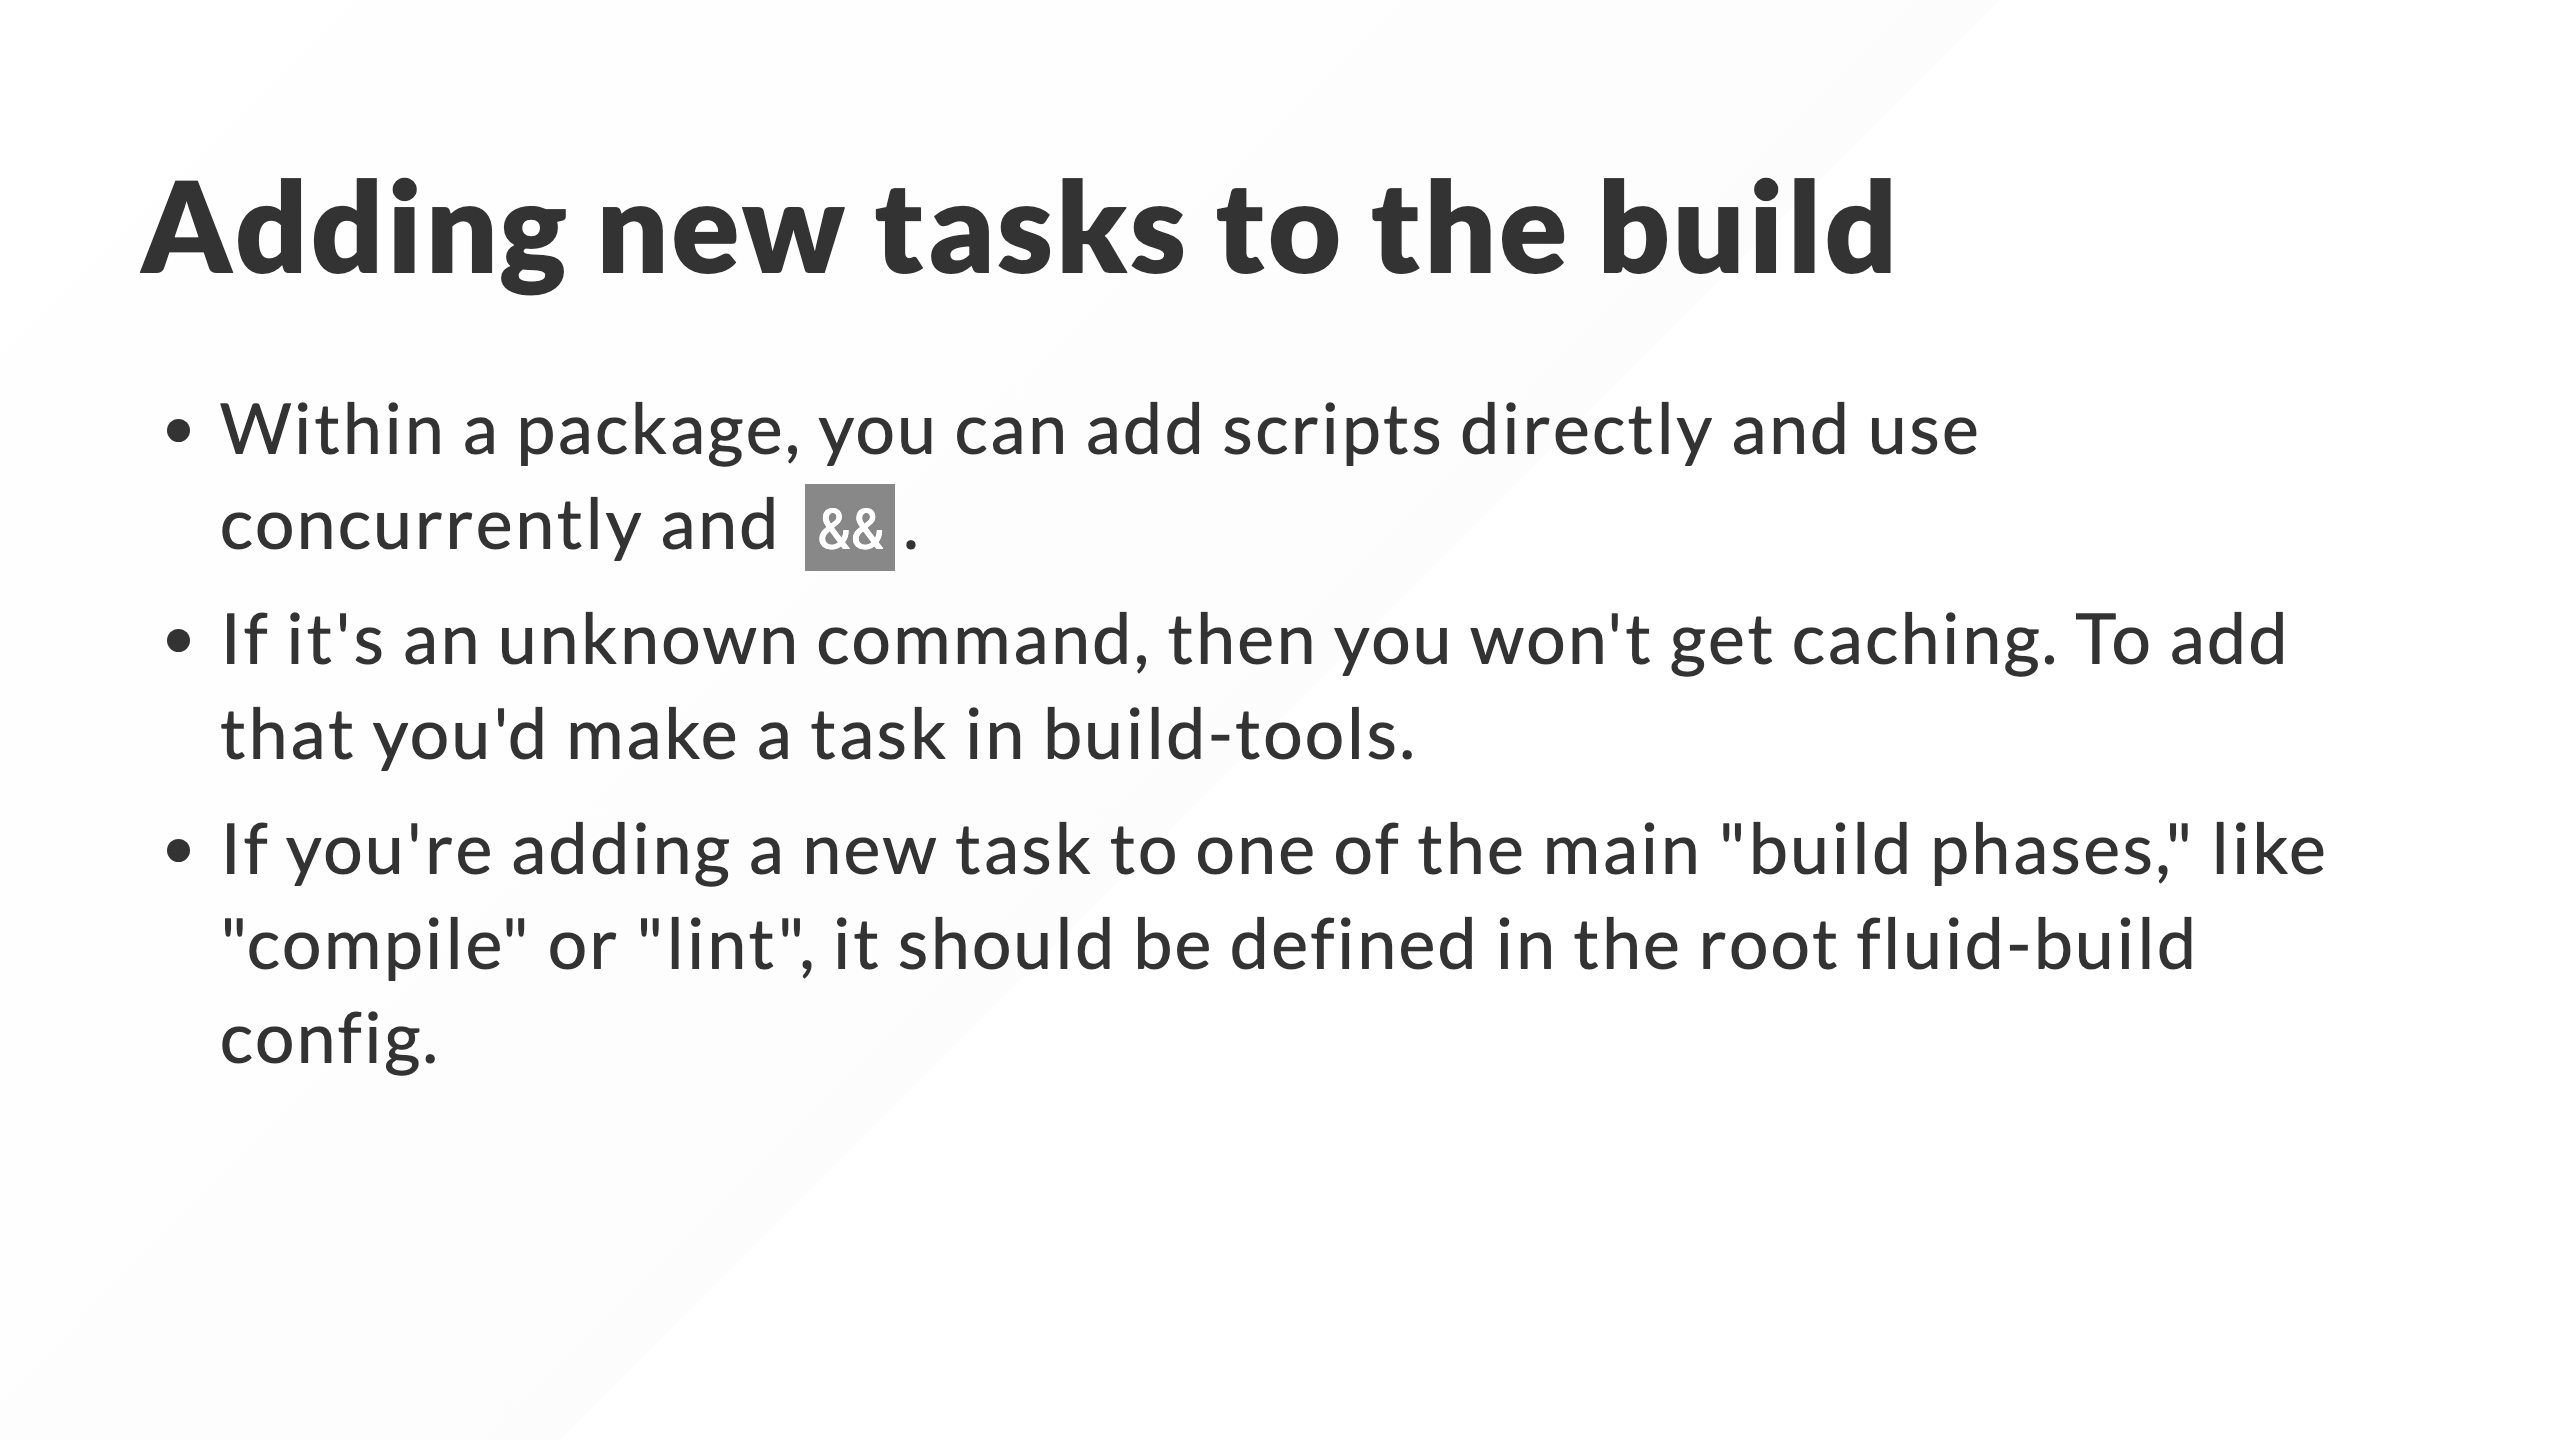 Adding new tasks to the build
• Within a package, you can add scripts directly and use
concurrently and && .
• If it's an unknown command, then you won't get caching. To add
that you'd make a task in build-tools.
• If you're adding a new task to one of the main "build phases," like
"compile" or "lint", it should be defined in the root fluid-build
config.